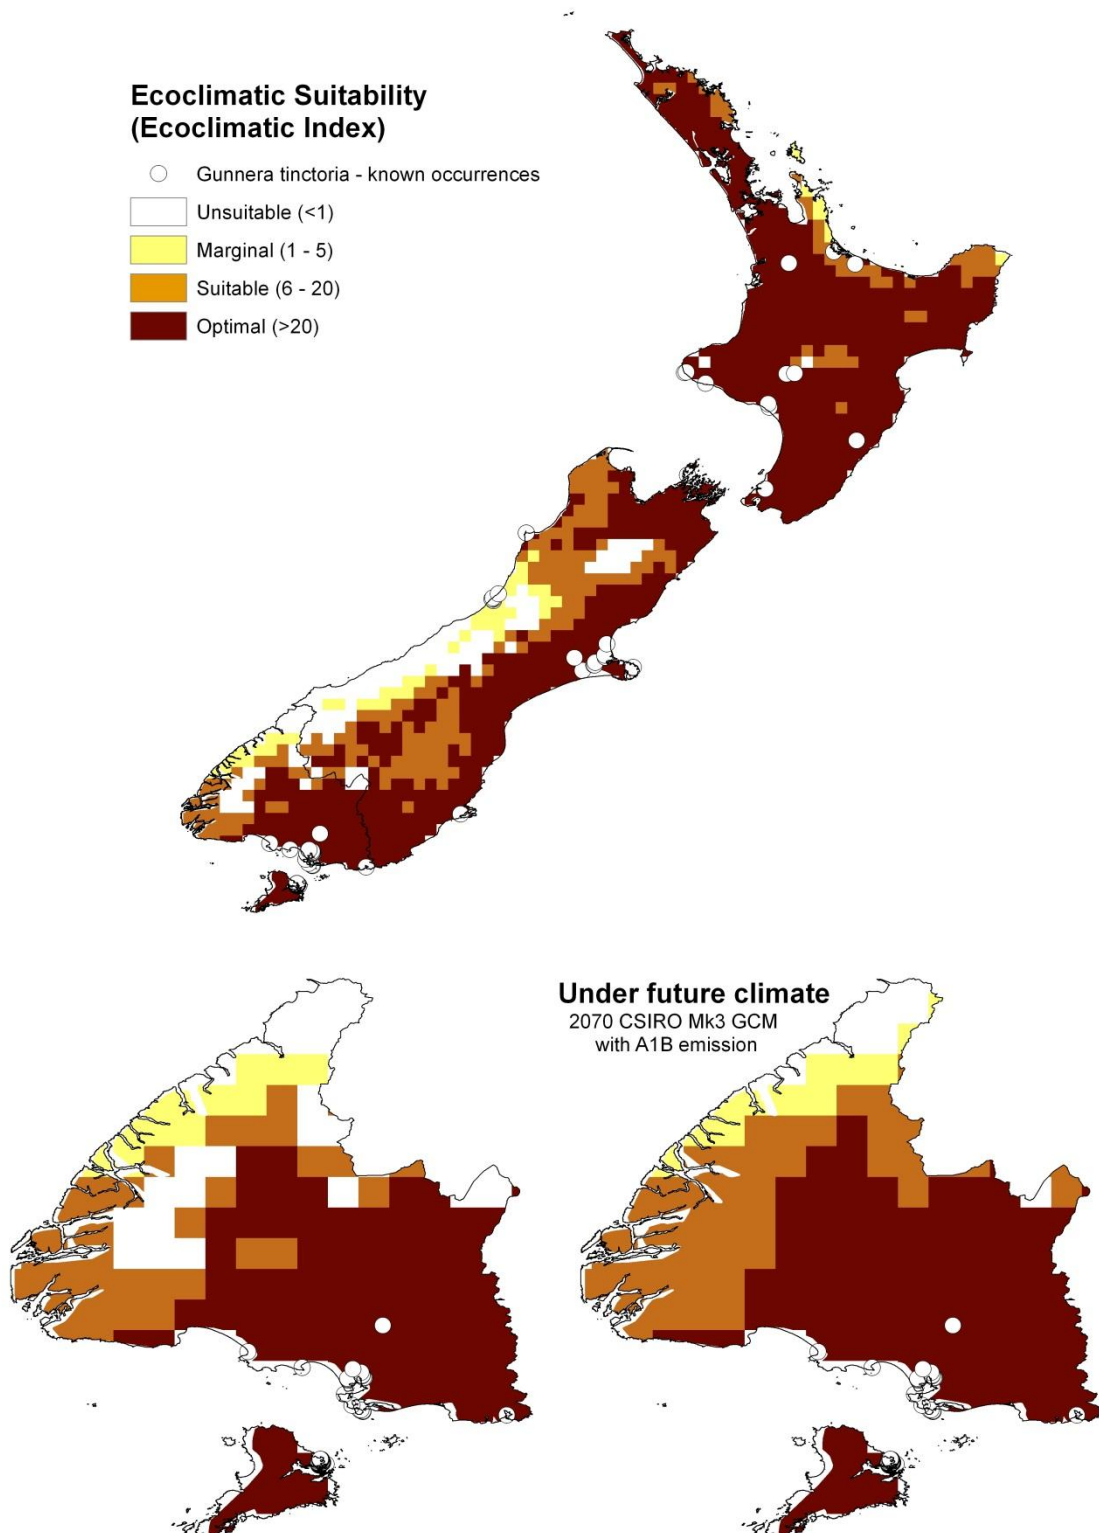 Ecoclimatic Suitability
(Ecoclimatic Index)
Gunnera tinctoria - known occurrences
Unsuitable (<1)
Marginal (1 - 5)
Suitable (6 - 20)
Optimal (>20)
Under future climate
2070 CSIRO Mk3 GCM
with A1B emission